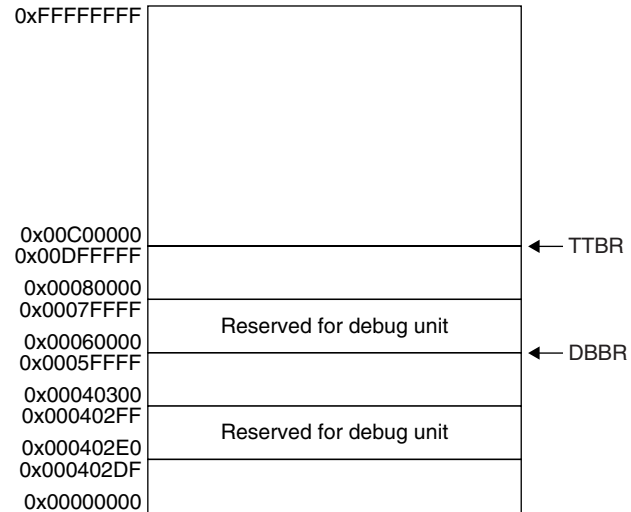 0xFFFFFFFF
0x00C00000
TTBR
0x00DFFFFF
0x00080000
0x0007FFFF
Reserved for debug unit
0x00060000
DBBR
0x0005FFFF
0x00040300
0x000402FF
Reserved for debug unit
0x000402E0
0x000402DF
0x00000000